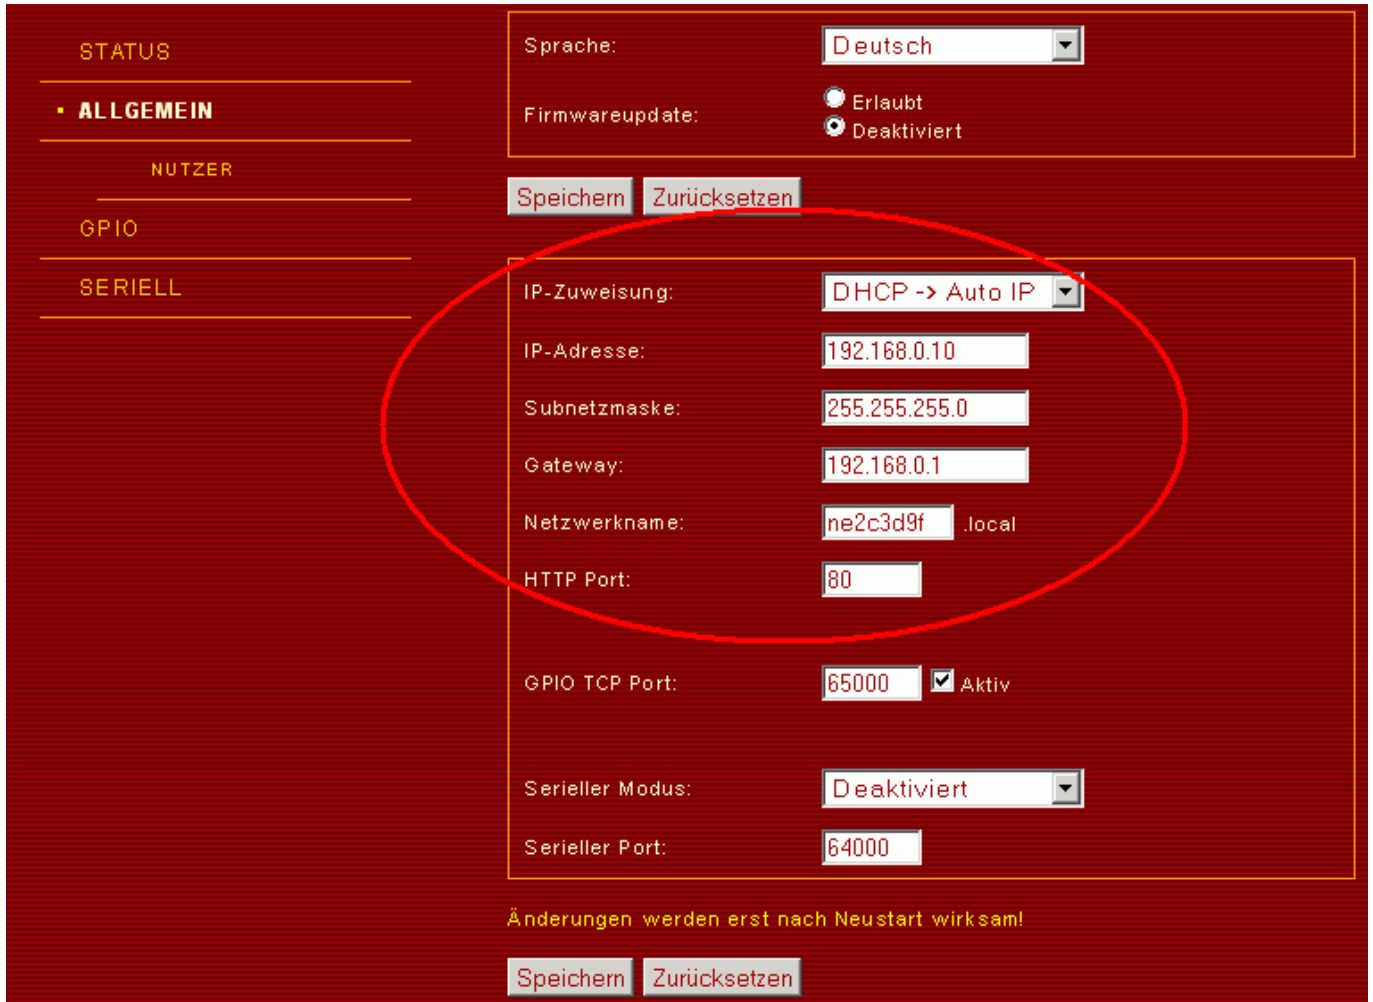 STATUS
ALLGEMEIN
NUTZER
GPIO
SERIELL
Sprache: Deutsch
Firmwareupdate: Erlaubt
Deaktiviert
Speichern Zurücksetzen
IP-Zuweisung: DHCP -> Auto IP
IP-Adresse: 192.168.0.10
Subnetzmaske: 255.255.255.0
Gateway: 192.168.0.1
Netzwerkname: ne2c3d9f .local
HTTP Port: 80
GPIO TCP Port: 65000 Aktiv
Serieller Modus: Deaktiviert
Serieller Port: 64000
Änderungen werden erst nach Neustart wirksam!
Speichern Zurücksetzen